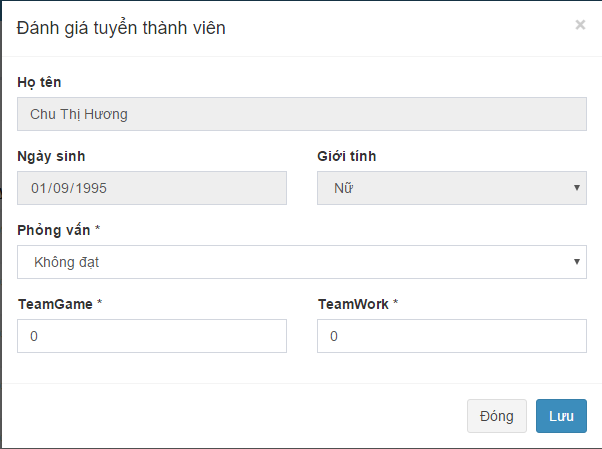 Đánh giá tuyển thành viên ×
Họ tên
Chu Thị Hương
Ngày sinh Giới tính
01/09/1995 Nữ
Phỏng vấn *
Không đạt
TeamGame * TeamWork *
0 0
Đóng Lưu